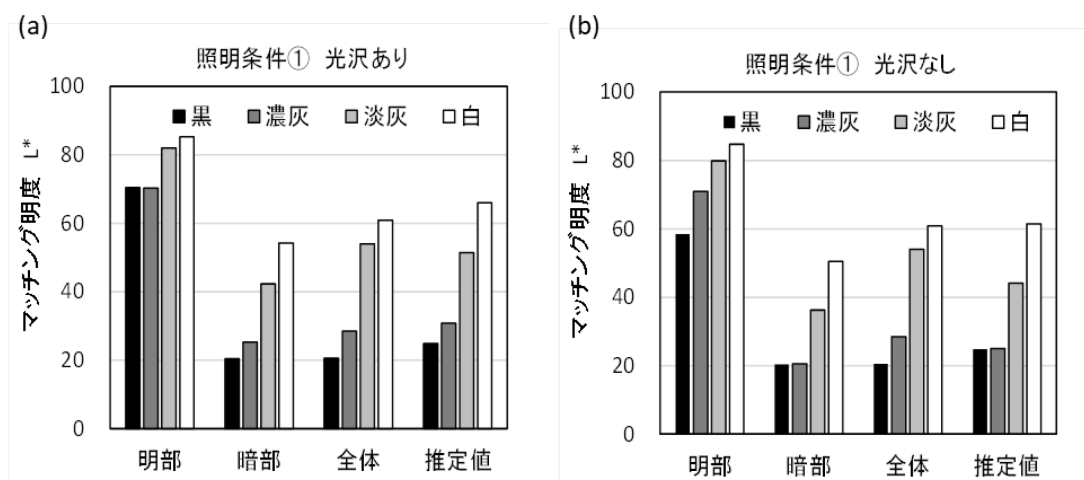 (a)
照明条件① 光沢あり
黒 濃灰 淡灰 白
マッチング明度 L*
100
80
60
40
20
0
明部 暗部 全体 推定値
(b)
照明条件① 光沢なし
黒 濃灰 淡灰 白
マッチング明度 L*
100
80
60
40
20
0
明部 暗部 全体 推定値